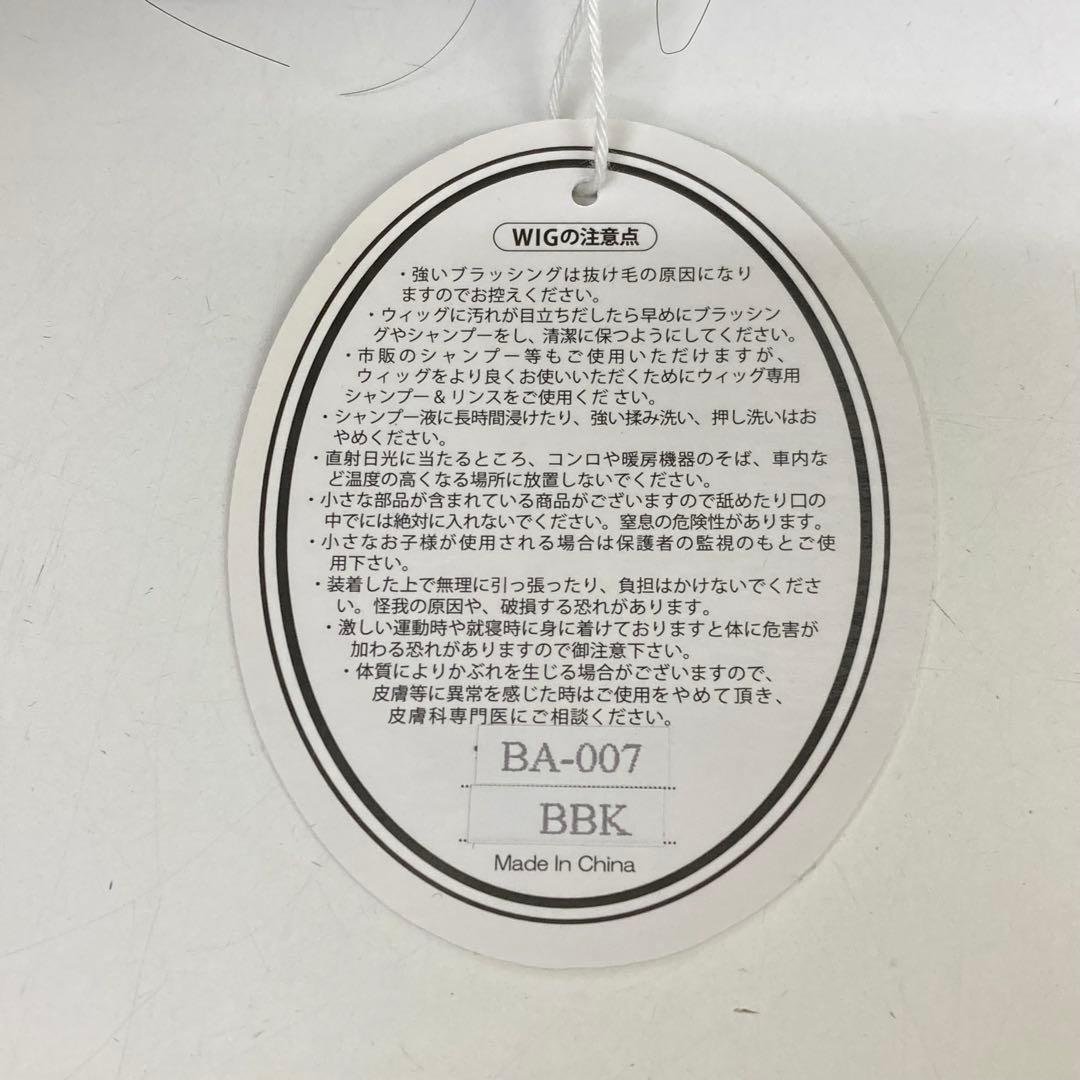 WIGの注意点
・強いブラッシングは抜け毛の原因になり
ますのでお控えください。
・ウィッグに汚れが目立ちだしたら早めにブラッシン
グやシャンプーをし、清潔に保つようにしてください。
・市販のシャンプー等もご使用いただけますが、
ウィッグをより良くお使いいただくためにウィッグ専用
シャンプー＆リンスをご使用ください。
・シャンプー液に長時間浸けたり、強い揉み洗い、押し洗いはお
やめください。
・直射日光に当たるところ、コンロや暖房機器のそば、車内な
ど温度の高くなる場所に放置しないでください。
・小さな部品が含まれている商品がございますので舐めたり口の
中でには絶対に入れないでください。窒息の危険性があります。
・小さなお子様が使用される場合は保護者の監視のもとご使
用下さい。
・装着した上で無理に引っ張ったり、負担はかけないでくださ
い。怪我の原因や、破損する恐れがあります。
・激しい運動時や就寝時に身に着けておりますと体に危害が
加わる恐れがありますので御注意下さい。
・体質によりかぶれを生じる場合がございますので、
皮膚等に異常を感じた時はご使用をやめて頂き、
皮膚科専門医にご相談ください。
BA-007
BBK
Made In China